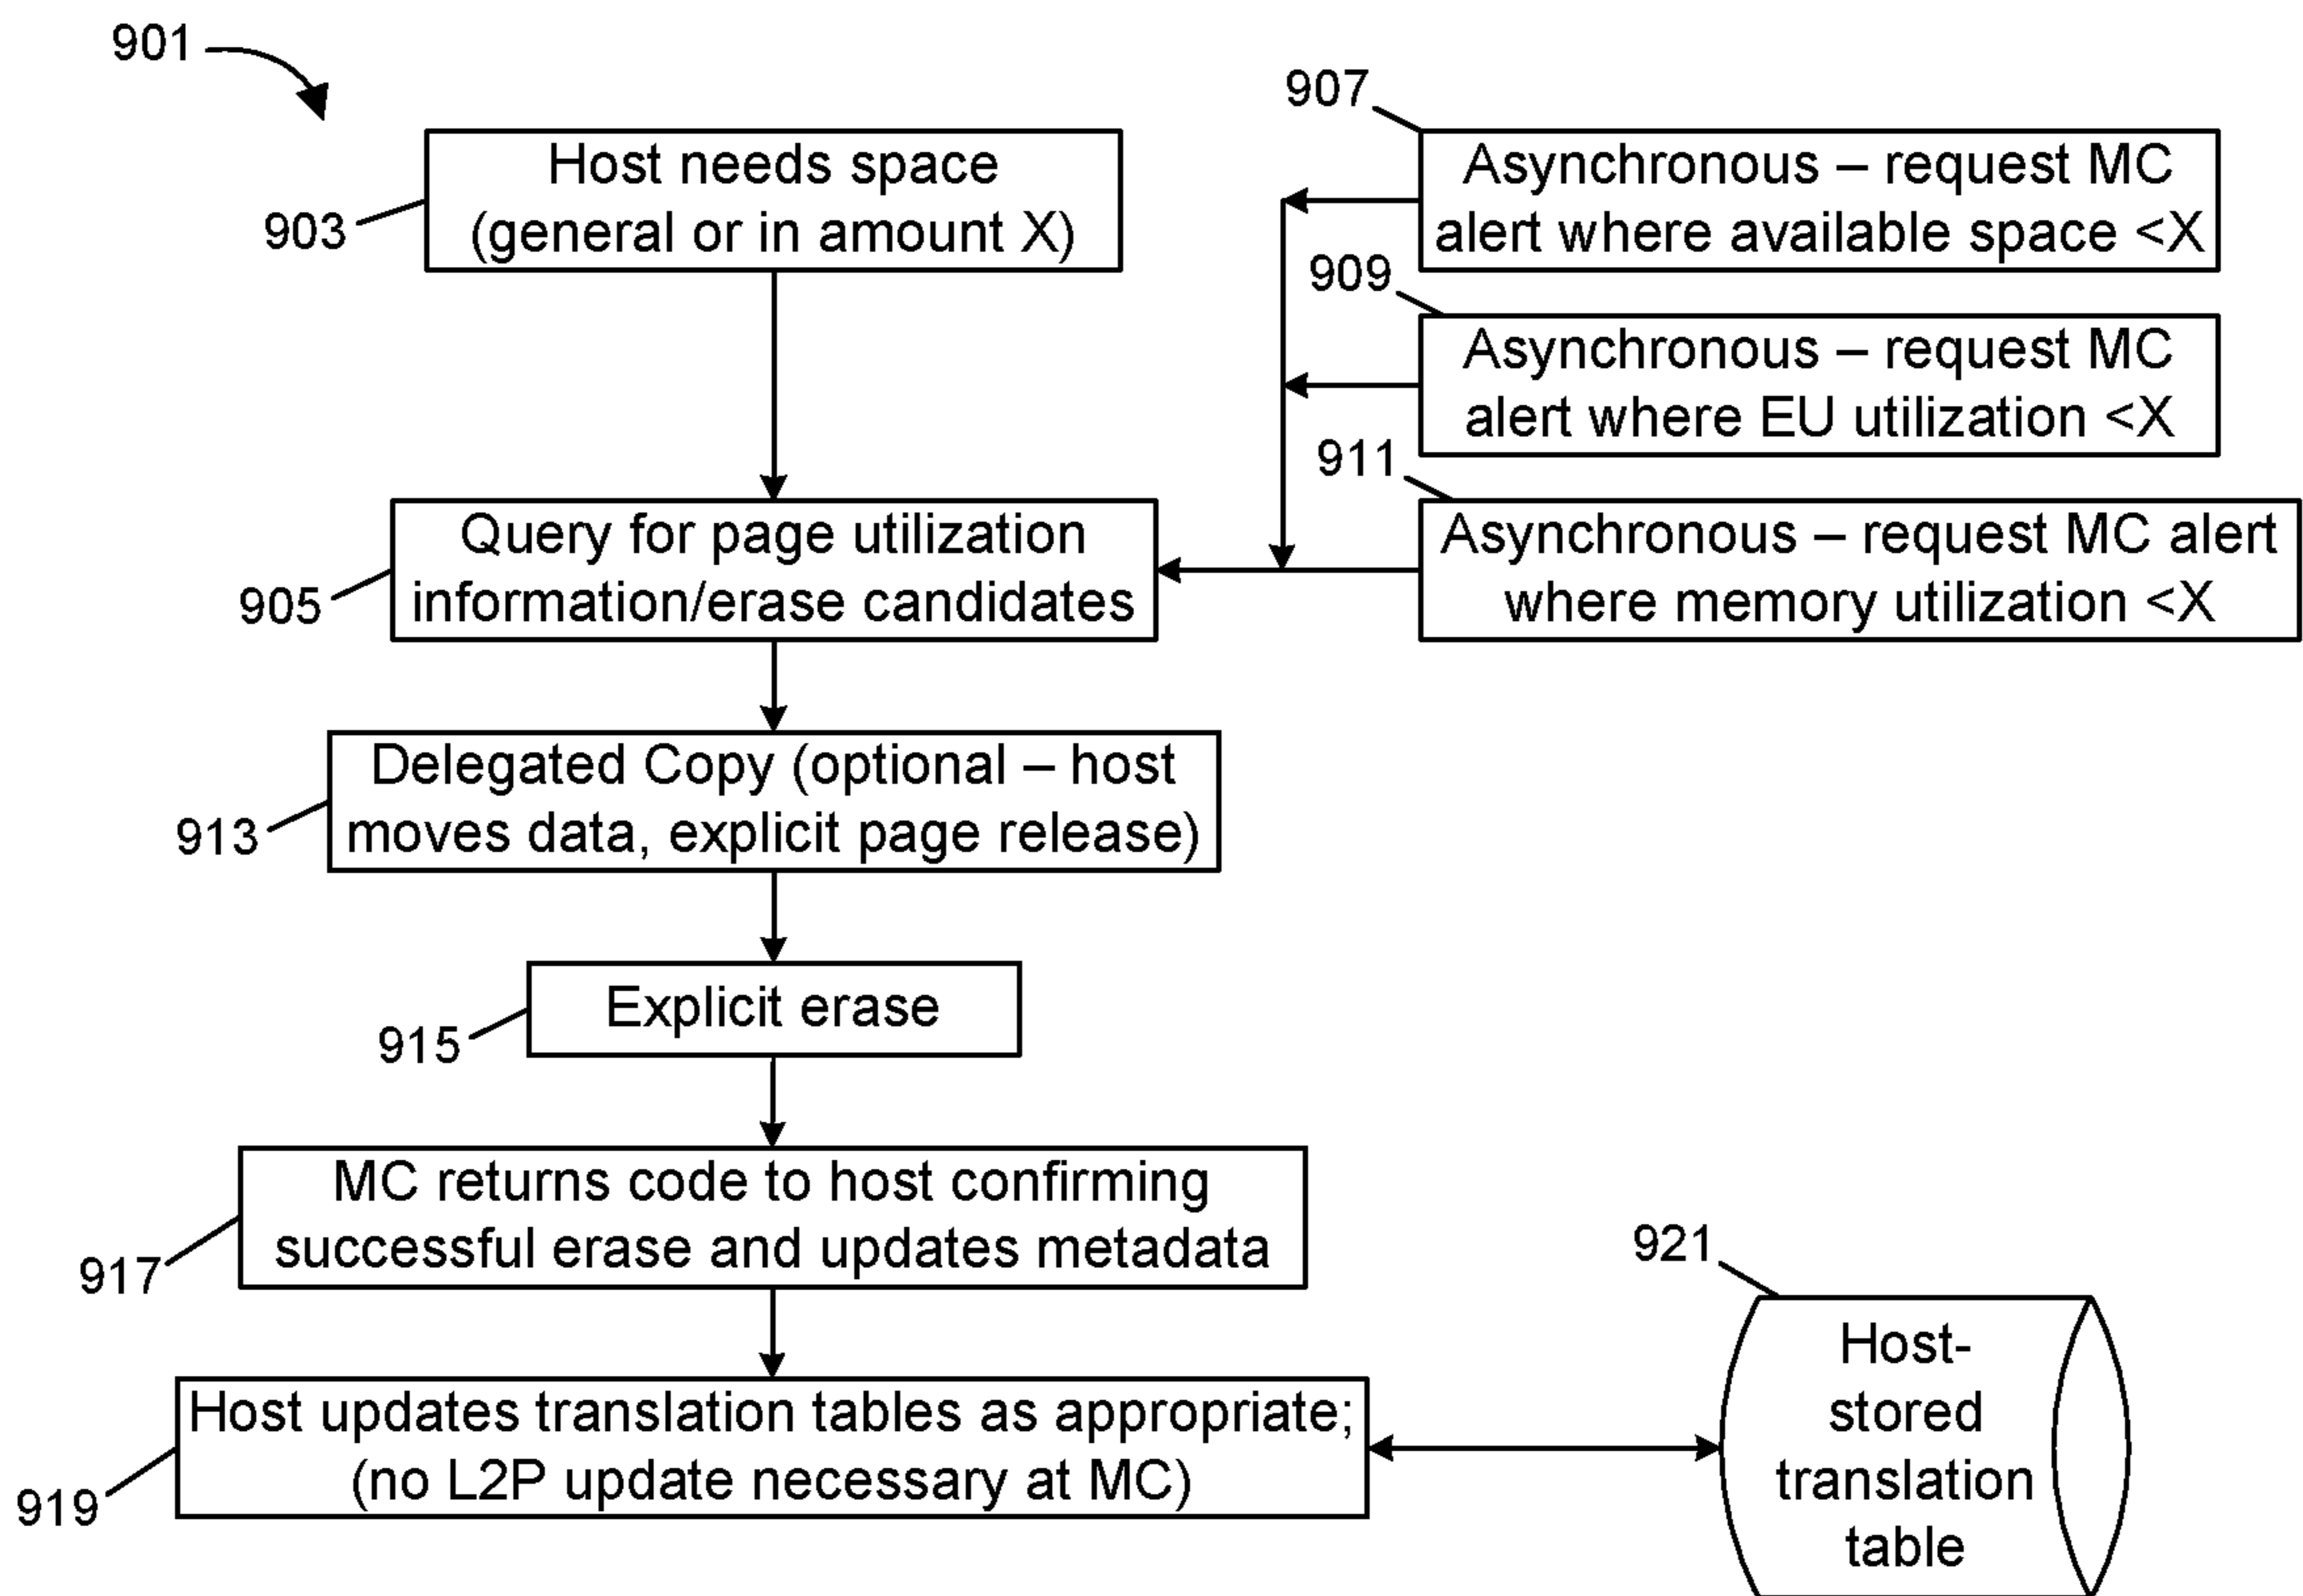 901
907
Host needs space
(general or in amount X)
903
Asynchronous – request MC
alert where available space <X
909
Asynchronous – request MC
alert where EU utilization <X
911
Query for page utilization
information/erase candidates
905
Asynchronous – request MC alert
where memory utilization <X
Delegated Copy (optional – host
moves data, explicit page release)
913
Explicit erase
915
MC returns code to host confirming
successful erase and updates metadata
917
921
Host updates translation tables as appropriate;
(no L2P update necessary at MC)
919
Host-
stored
translation
table